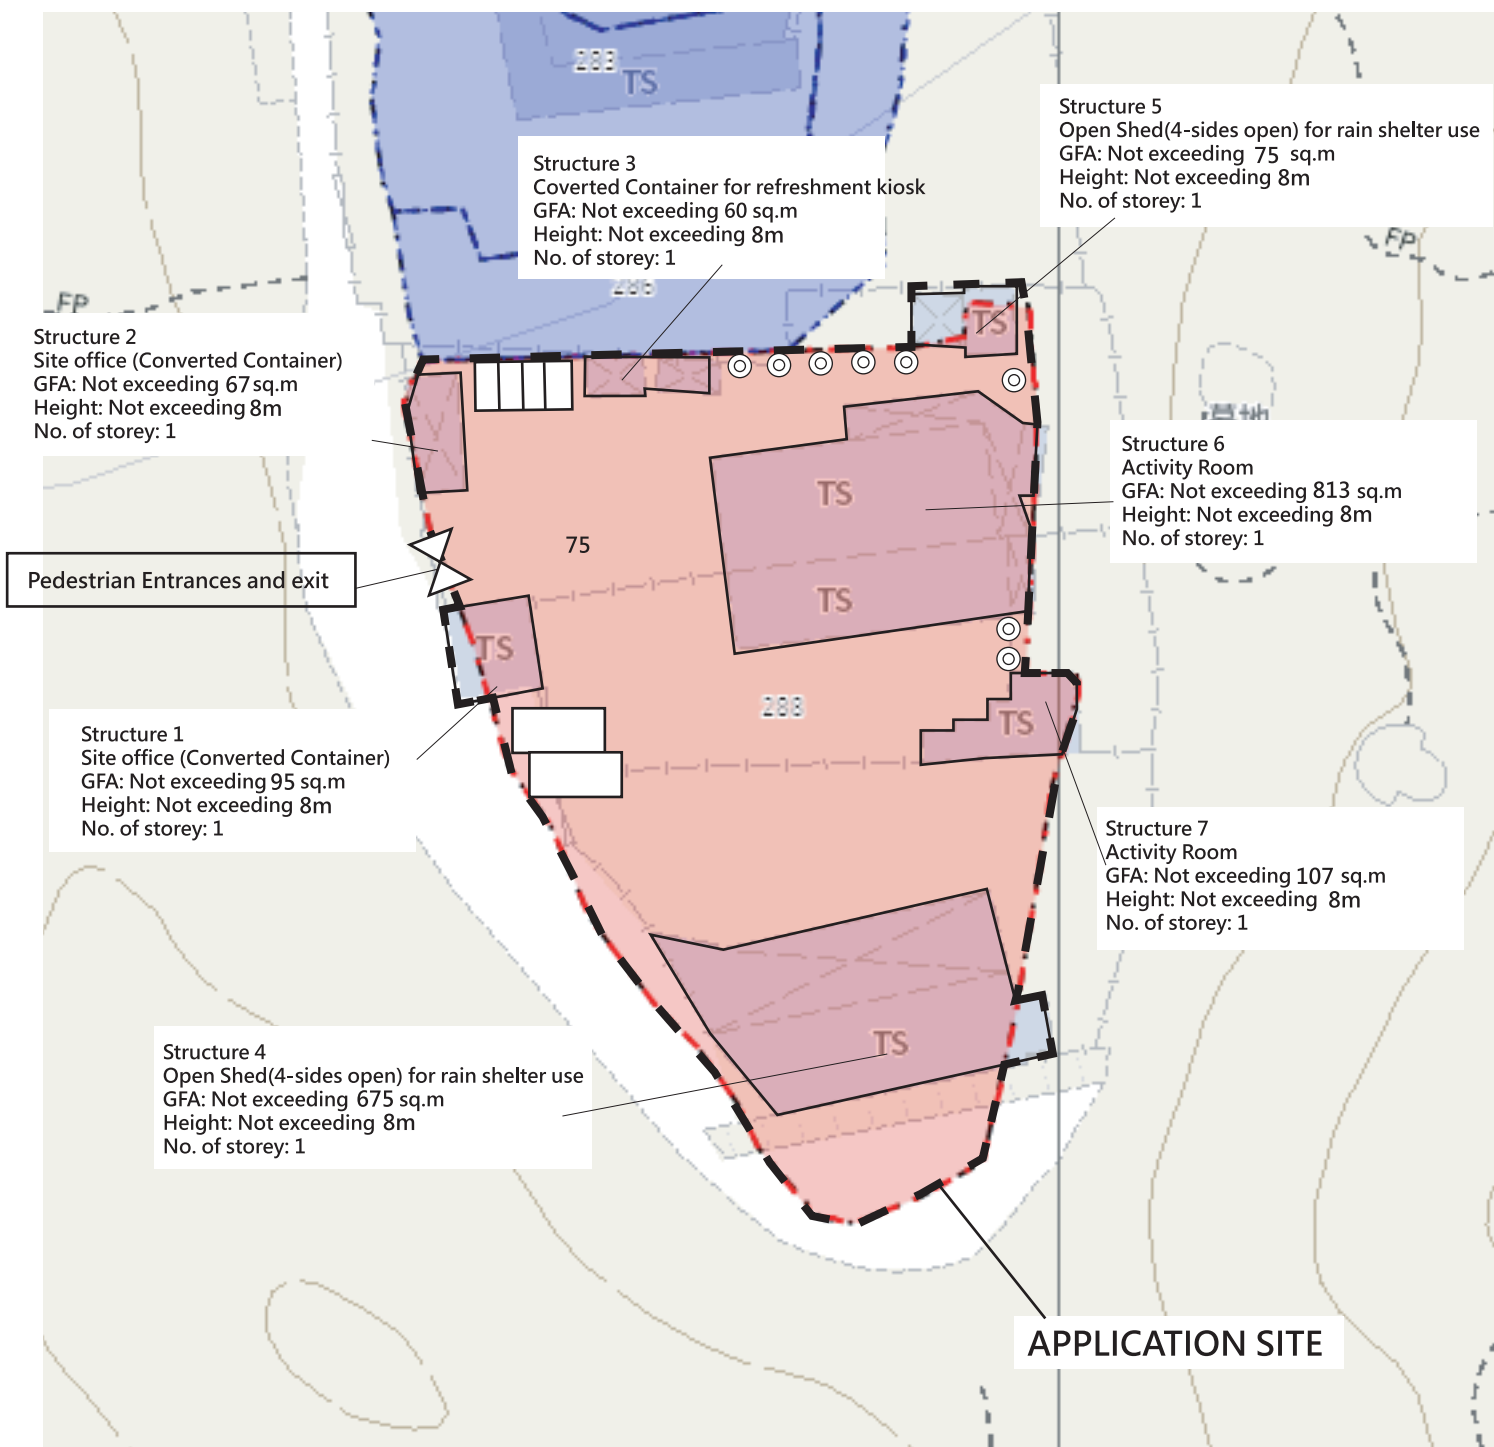 283
TS
Structure 5
Open Shed(4-sides open) for rain shelter use
GFA: Not exceeding 75 sq.m
Height: Not exceeding 8m
No. of storey: 1
Structure 3
Coverted Container for refreshment kiosk
GFA: Not exceeding 60 sq.m
Height: Not exceeding 8m
No. of storey: 1
FP
FP
TS
Structure 2
Site office (Converted Container)
GFA: Not exceeding 67 sq.m
Height: Not exceeding 8m
No. of storey: 1
墓地
Structure 6
Activity Room
GFA: Not exceeding 813 sq.m
Height: Not exceeding 8m
No. of storey: 1
TS
75
Pedestrian Entrances and exit
TS
TS
288
TS
Structure 1
Site office (Converted Container)
GFA: Not exceeding 95 sq.m
Height: Not exceeding 8m
No. of storey: 1
Structure 7
Activity Room
GFA: Not exceeding 107 sq.m
Height: Not exceeding 8m
No. of storey: 1
TS
Structure 4
Open Shed(4-sides open) for rain shelter use
GFA: Not exceeding 675 sq.m
Height: Not exceeding 8m
No. of storey: 1
APPLICATION SITE